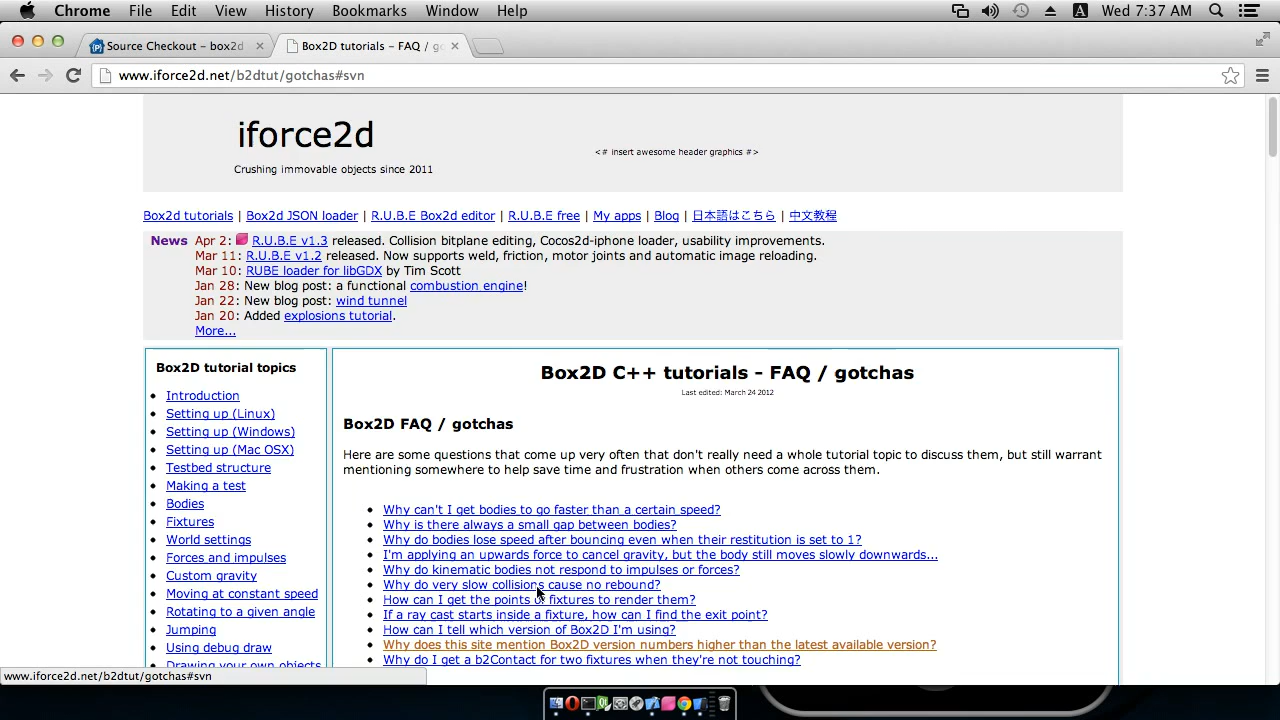 Chrome File Edit View History Bookmarks Window Help A Wed 7:37 AM
Source Checkout - box2d
Box2D tutorials - FAQ / g
www.iforce2d.net/b2dtut/gotchas#svn
iforce2d
<# insert awesome header graphics #>
Crushing immovable objects since 2011
Box2d tutorials | Box2d JSON loader | R.U.B.E Box2d editor | R.U.B.E free | My apps | Blog | 日本語はこちら | 中文教程
News Apr 2: R.U.B.E v1.3 released. Collision bitplane editing, Cocos2d-iphone loader, usability improvements.
Mar 11: R.U.B.E v1.2 released. Now supports weld, friction, motor joints and automatic image reloading.
Mar 10: RUBE loader for libGDX by Tim Scott
Jan 28: New blog post: a functional combustion engine!
Jan 22: New blog post: wind tunnel
Jan 20: Added explosions tutorial.
More...
Box2D tutorial topics
Introduction
Setting up (Linux)
Setting up (Windows)
Setting up (Mac OSX)
Testbed structure
Making a test
Bodies
Fixtures
World settings
Forces and impulses
Custom gravity
Moving at constant speed
Rotating to a given angle
Jumping
Using debug draw
Drawing your own objects
Box2D C++ tutorials - FAQ / gotchas
Last edited: March 24 2012
Box2D FAQ / gotchas
Here are some questions that come up very often that don't really need a whole tutorial topic to discuss them, but still warrant
mentioning somewhere to help save time and frustration when others come across them.
Why can't I get bodies to go faster than a certain speed?
Why is there always a small gap between bodies?
Why do bodies lose speed after bouncing even when their restitution is set to 1?
I'm applying an upwards force to cancel gravity, but the body still moves slowly downwards...
Why do kinematic bodies not respond to impulses or forces?
Why do very slow collisions cause no rebound?
How can I get the points of fixtures to render them?
If a ray cast starts inside a fixture, how can I find the exit point?
How can I tell which version of Box2D I'm using?
Why does this site mention Box2D version numbers higher than the latest available version?
Why do I get a b2Contact for two fixtures when they're not touching?
www.iforce2d.net/b2dtut/gotchas#svn